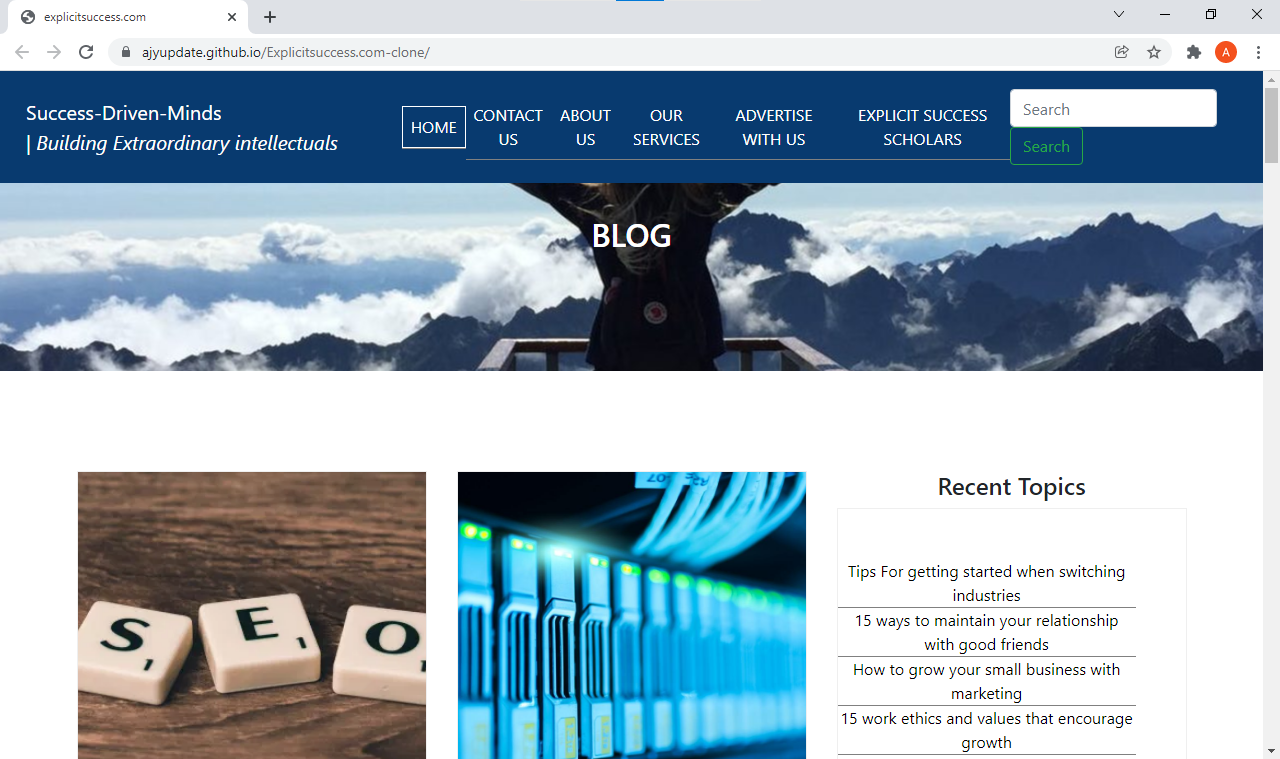 explicitsuccess.com
A
ajyupdate.github.io/Explicitsuccess.com-clone/
Success-Driven-Minds
| Building Extraordinary intellectuals
HOME
CONTACT
US
ABOUT
US
OUR
SERVICES
ADVERTISE
WITH US
EXPLICIT SUCCESS
SCHOLARS
Search
Search
BLOG
S
1
E
1
O
1
Recent Topics
Tips For getting started when switching
industries
15 ways to maintain your relationship
with good friends
How to grow your small business with
marketing
15 work ethics and values that encourage
growth